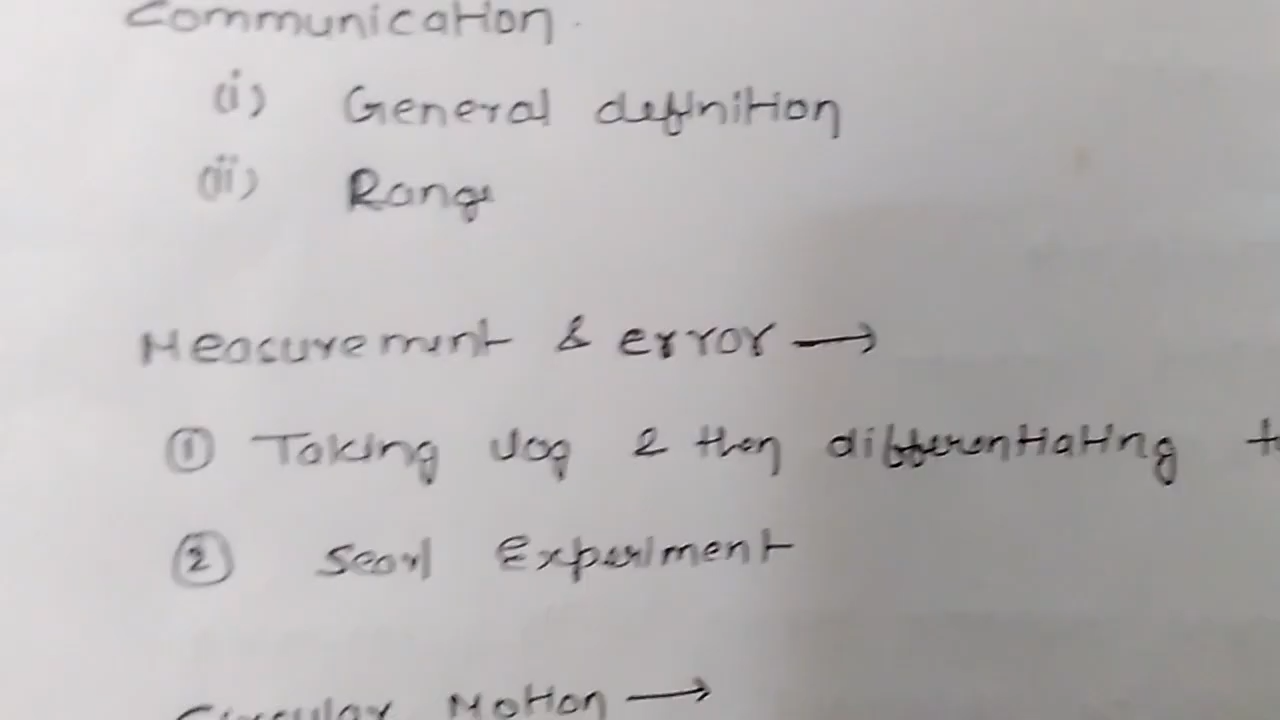 Communication
(i) General definition
(ii) Range
Measurement & error →
① Taking log & then differentiating
② Searl Experiment
Circular Motion →